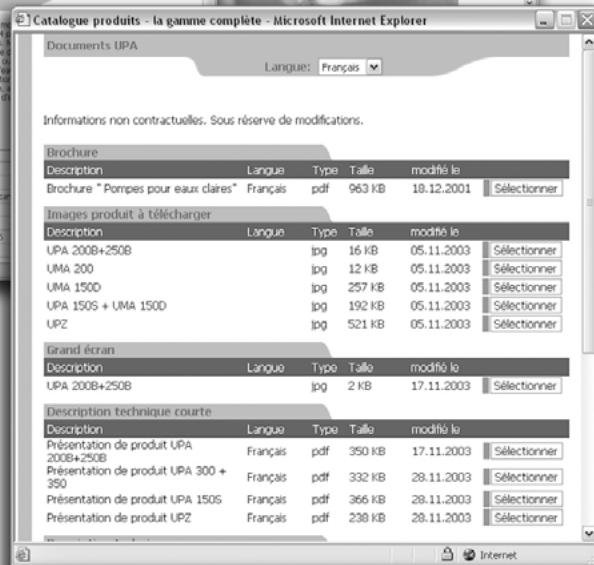 Catalogue produits - la gamme complète - Microsoft Internet Explorer
Documents UPA
Langue: Français
Informations non contractuelles. Sous réserve de modifications.
Brochure
Description Langue Type Taille modifié le
Brochure " Pompes pour eaux claires" Français pdf 963 KB 18.12.2001 Sélectionner
Images produit à télécharger
Description Langue Type Taille modifié le
UPA 200B+250B jpg 16 KB 05.11.2003 Sélectionner
UMA 200 jpg 12 KB 05.11.2003 Sélectionner
UMA 150D jpg 257 KB 05.11.2003 Sélectionner
UPA 150S + UMA 150D jpg 192 KB 05.11.2003 Sélectionner
UPZ jpg 521 KB 05.11.2003 Sélectionner
Grand écran
Description Langue Type Taille modifié le
UPA 200B+250B jpg 2 KB 17.11.2003 Sélectionner
Description technique courte
Description Langue Type Taille modifié le
Présentation de produit UPA
200B+250B Français pdf 350 KB 17.11.2003 Sélectionner
Présentation de produit UPA 300 +
350 Français pdf 332 KB 28.11.2003 Sélectionner
Présentation de produit UPA 150S Français pdf 366 KB 28.11.2003 Sélectionner
Présentation de produit UPZ Français pdf 238 KB 28.11.2003 Sélectionner
Internet